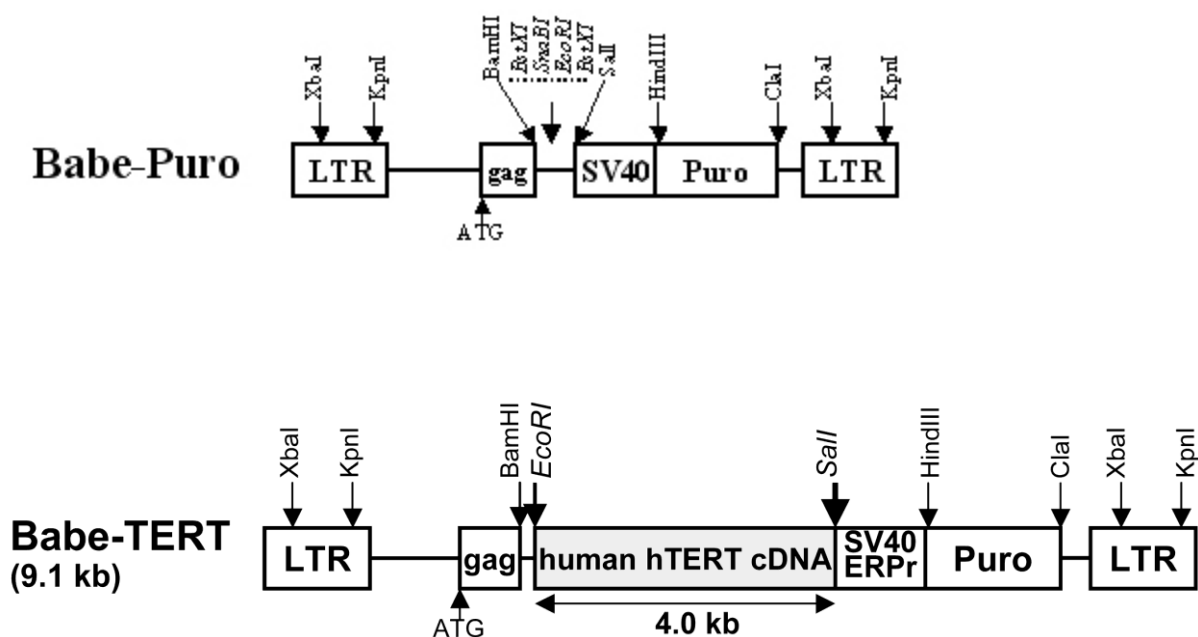 XbaI
KpnI
BamHI
BstXI
SnaBI
EcoRI
BstXI
SalI
HindIII
ClaI
XbaI
KpnI
Babe-Puro
LTR
gag
SV40
Puro
LTR
ATG
XbaI
KpnI
BamHI
EcoRI
SalI
HindIII
ClaI
XbaI
KpnI
Babe-TERT
(9.1 kb)
LTR
gag
human hTERT cDNA
SV40
ERPr
Puro
LTR
ATG
4.0 kb